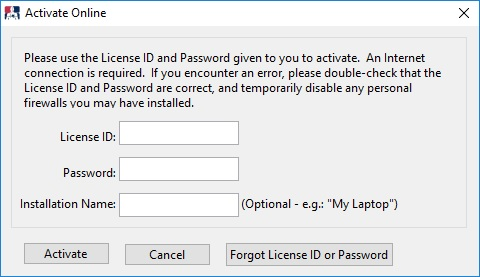 Activate Online
Please use the License ID and Password given to you to activate.  An Internet
connection is required.  If you encounter an error, please double-check that the
License ID and Password are correct, and temporarily disable any personal
firewalls you may have installed.
License ID:
Password:
Installation Name:
(Optional - e.g.: "My Laptop")
Activate
Cancel
Forgot License ID or Password